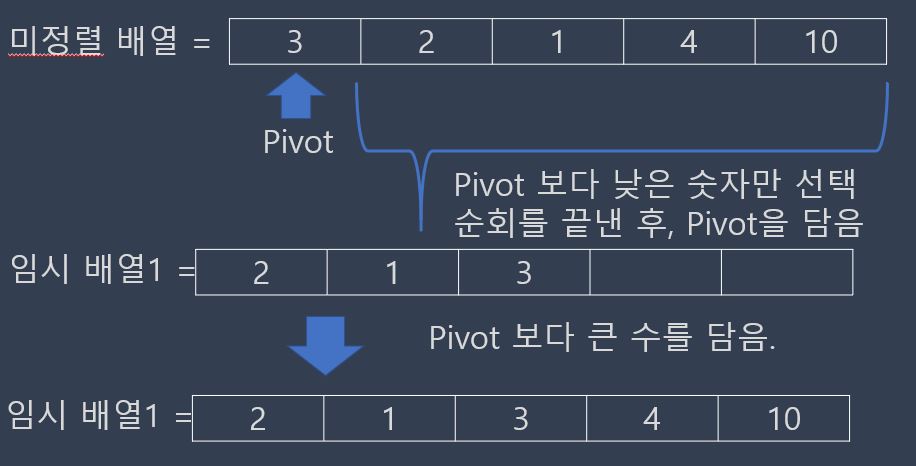 미정렬 배열 = 3 2 1 4 10
Pivot
Pivot 보다 낮은 숫자만 선택
순회를 끝낸 후, Pivot을 담음
임시 배열1 = 2 1 3
Pivot 보다 큰 수를 담음.
임시 배열1 = 2 1 3 4 10